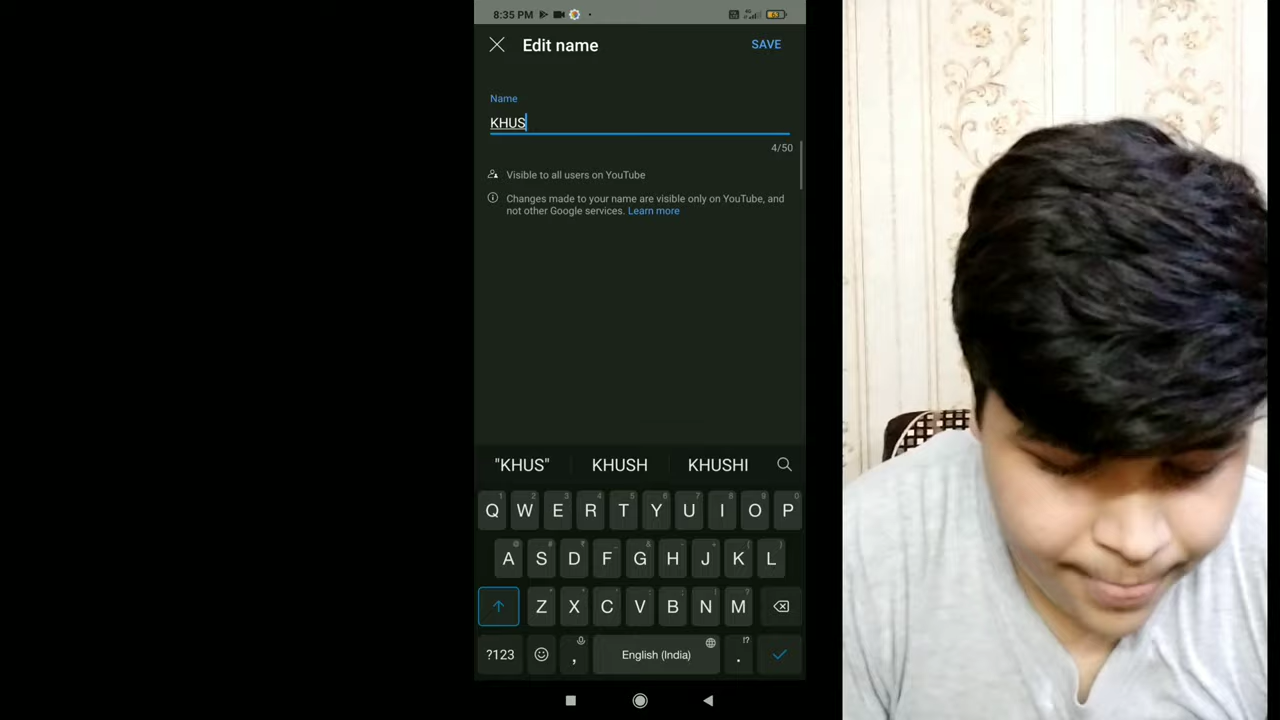 8:35 PM
Edit name
SAVE
Name
KHUS
4/50
Visible to all users on YouTube
Changes made to your name are visible only on YouTube, and
not other Google services. Learn more
"KHUS" KHUSH KHUSHI
Q W E R T Y U I O P
A S D F G H J K L
Z X C V B N M
?123 , English (India) .